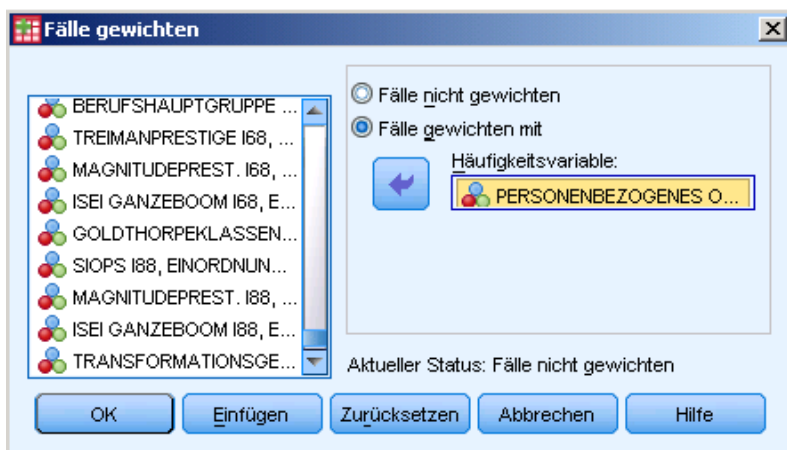 Fälle gewichten
BERUFSHAUPTGRUPPE ...
TREIMANPRESTIGE I68, ...
MAGNITUDEPREST. I68, ...
ISEI GANZEBOOM I68, E...
GOLDTHORPEKLASSEN...
SIOPS I88, EINORDNUN...
MAGNITUDEPREST. I88, ...
ISEI GANZEBOOM I88, E...
TRANSFORMATIONSGE...
Fälle nicht gewichten
Fälle gewichten mit
Häufigkeitsvariable:
PERSONENBEZOGENES O...
Aktueller Status: Fälle nicht gewichten
OK
Einfügen
Zurücksetzen
Abbrechen
Hilfe